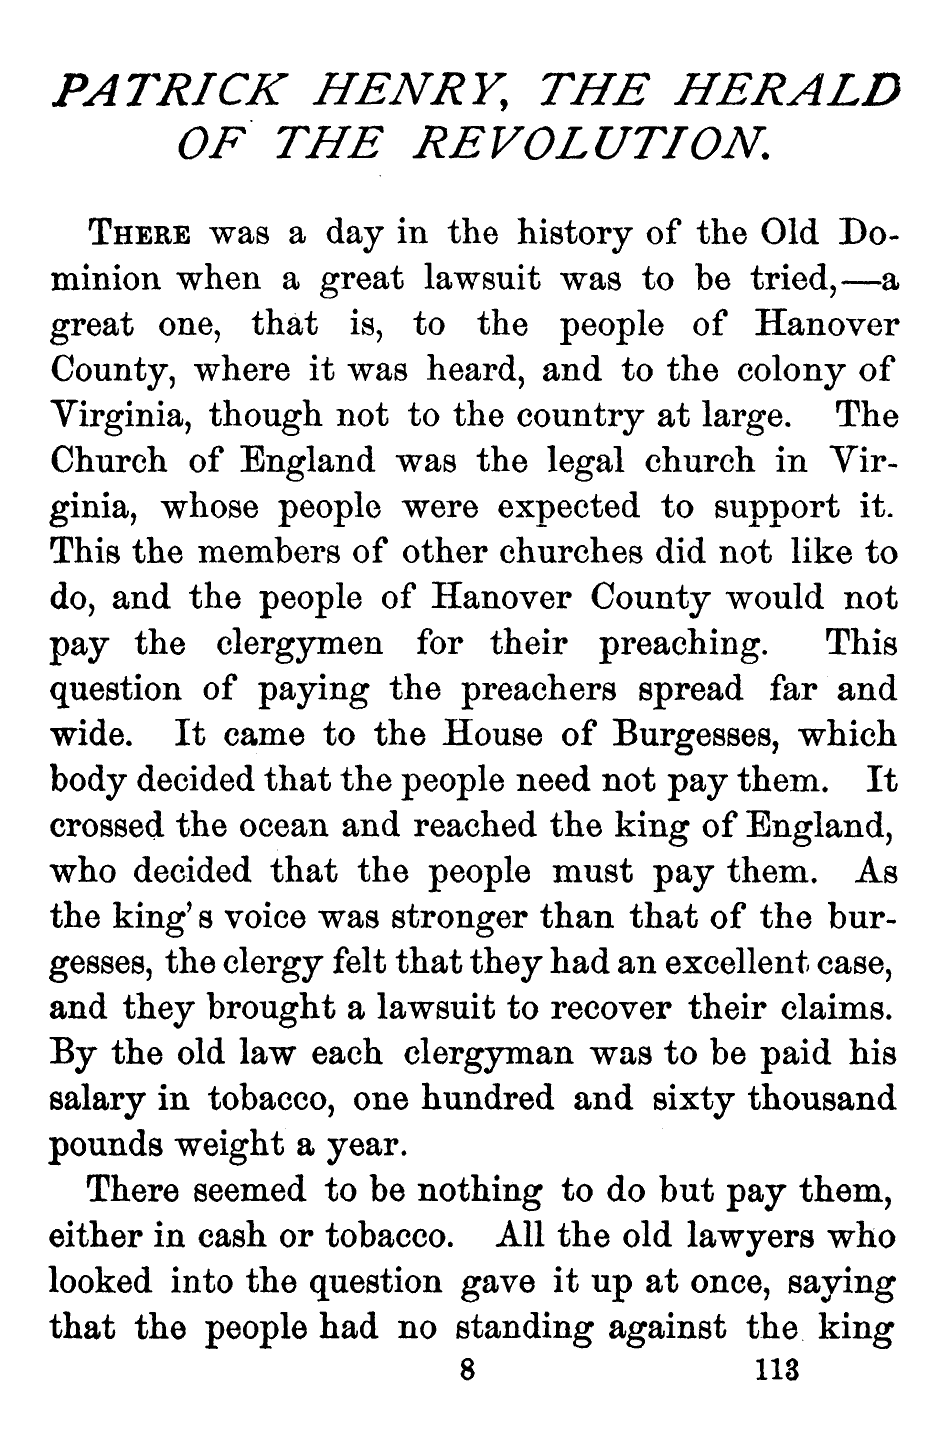 PATRICK HENRY, THE HERALD
OF THE REVOLUTION.
THERE was a day in the history of the Old Do-
minion when a great lawsuit was to be tried,—a
great one, that is, to the people of Hanover
County, where it was heard, and to the colony of
Virginia, though not to the country at large. The
Church of England was the legal church in Vir-
ginia, whose people were expected to support it.
This the members of other churches did not like to
do, and the people of Hanover County would not
pay the clergymen for their preaching. This
question of paying the preachers spread far and
wide. It came to the House of Burgesses, which
body decided that the people need not pay them. It
crossed the ocean and reached the king of England,
who decided that the people must pay them. As
the king's voice was stronger than that of the bur-
gesses, the clergy felt that they had an excellent case,
and they brought a lawsuit to recover their claims.
By the old law each clergyman was to be paid his
salary in tobacco, one hundred and sixty thousand
pounds weight a year.
There seemed to be nothing to do but pay them,
either in cash or tobacco. All the old lawyers who
looked into the question gave it up at once, saying
that the people had no standing against the king
8 113